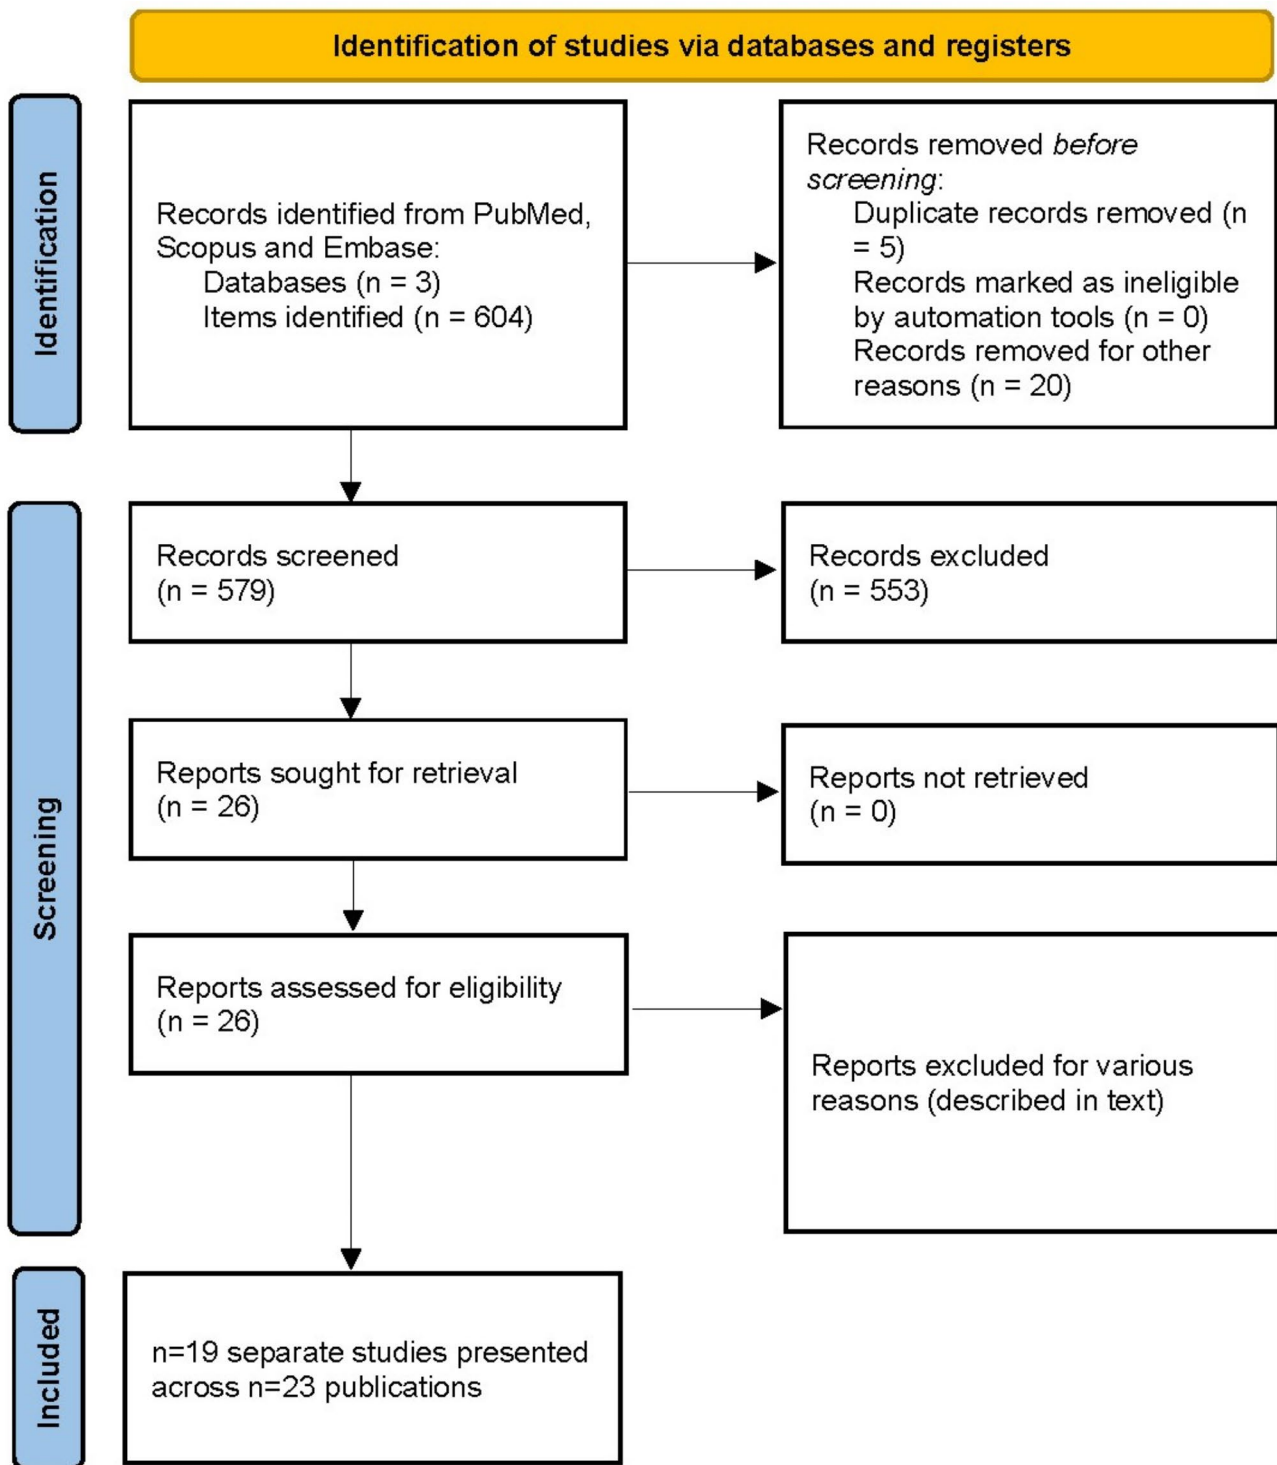 Identification of studies via databases and registers
Identification
Records identified from PubMed,
Scopus and Embase:
Databases (n = 3)
Items identified (n = 604)
Records removed before
screening:
Duplicate records removed (n
= 5)
Records marked as ineligible
by automation tools (n = 0)
Records removed for other
reasons (n = 20)
Screening
Records screened
(n = 579)
Records excluded
(n = 553)
Reports sought for retrieval
(n = 26)
Reports not retrieved
(n = 0)
Reports assessed for eligibility
(n = 26)
Reports excluded for various
reasons (described in text)
Included
n=19 separate studies presented
across n=23 publications